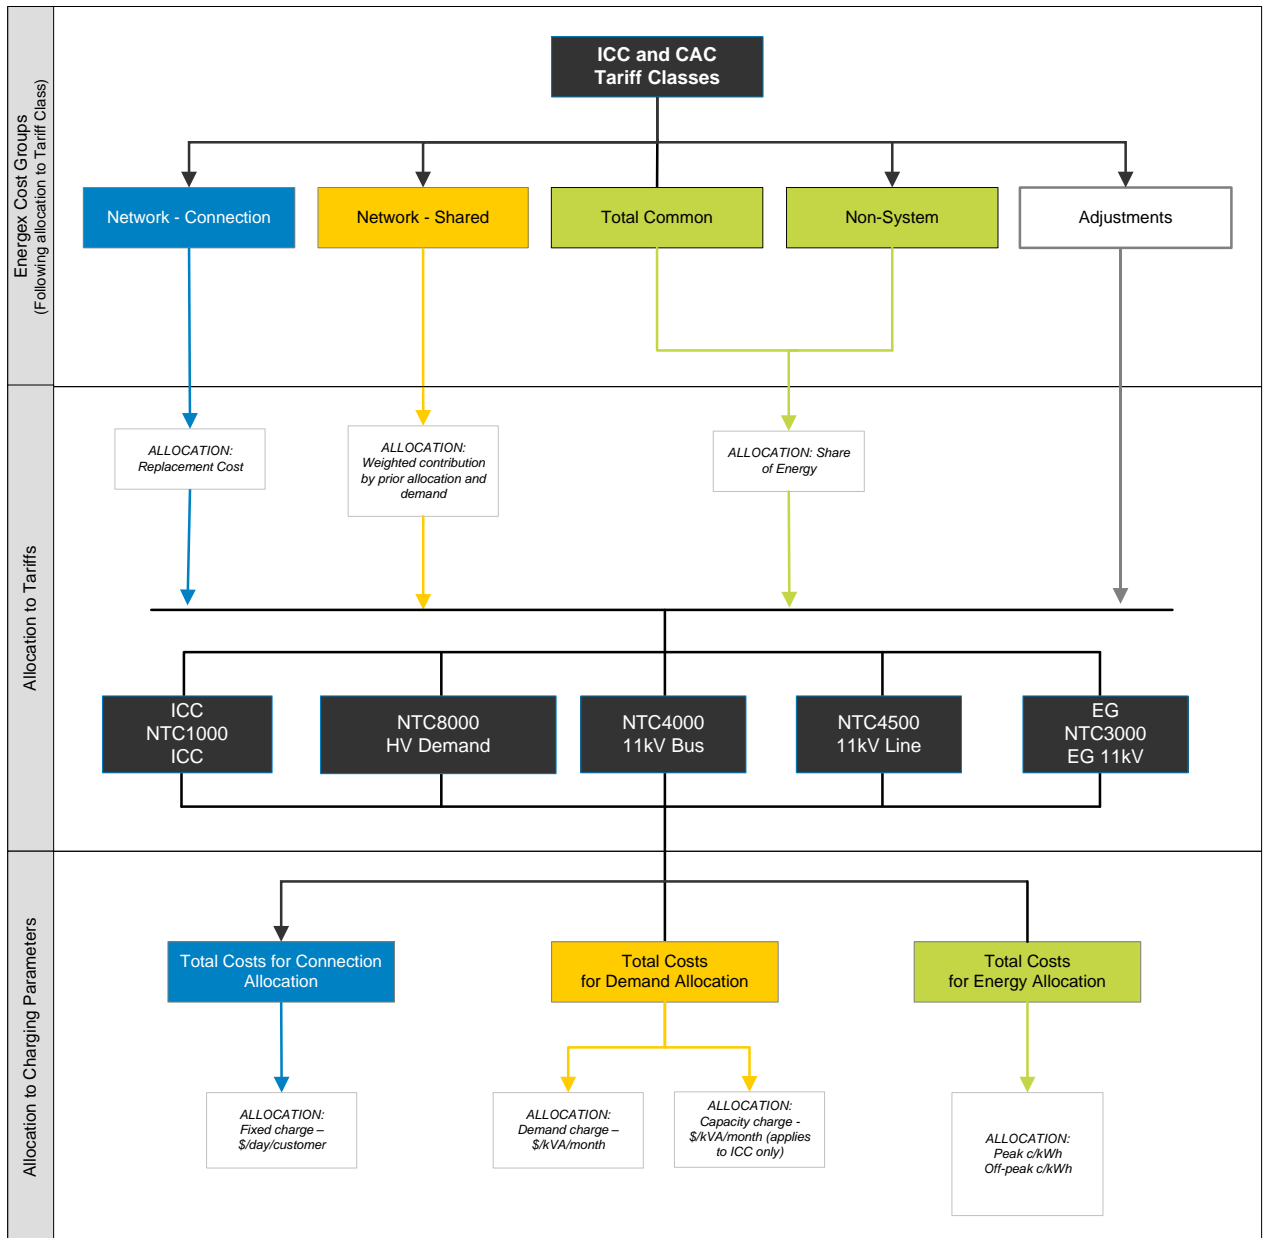 ICC and CAC
Tariff Classes
Energex Cost Groups
(Following allocation to Tariff Class)
Network - Connection
Network - Shared
Total Common
Non-System
Adjustments
Allocation to Tariffs
ALLOCATION:
Replacement Cost
ALLOCATION:
Weighted contribution
by prior allocation and
demand
ALLOCATION: Share
of Energy
ICC
NTC1000
ICC
NTC8000
HV Demand
NTC4000
11kV Bus
NTC4500
11kV Line
EG
NTC3000
EG 11kV
Allocation to Charging Parameters
Total Costs for Connection
Allocation
Total Costs
for Demand Allocation
Total Costs
for Energy Allocation
ALLOCATION:
Fixed charge –
$/day/customer
ALLOCATION:
Demand charge –
$/kVA/month
ALLOCATION:
Capacity charge -
$/kVA/month (applies
to ICC only)
ALLOCATION:
Peak c/kWh
Off-peak c/kWh